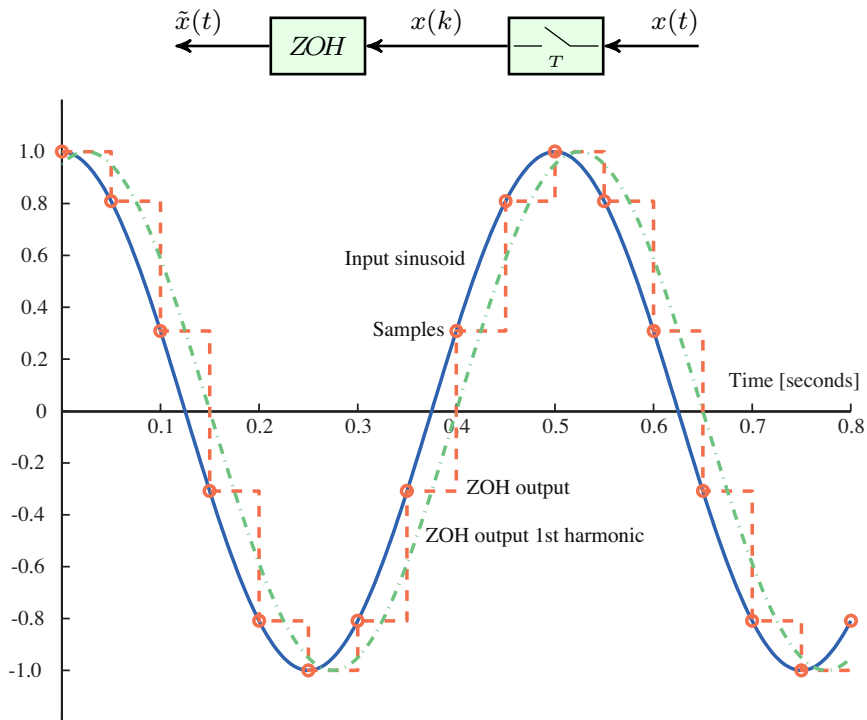 x̃(t) x(k) x(t)
ZOH T
1.0
0.8
0.6
Input sinusoid
0.4
Samples
0.2
Time [seconds]
0
0.1 0.2 0.3 0.4 0.5 0.6 0.7 0.8
-0.2
ZOH output
-0.4
ZOH output 1st harmonic
-0.6
-0.8
-1.0